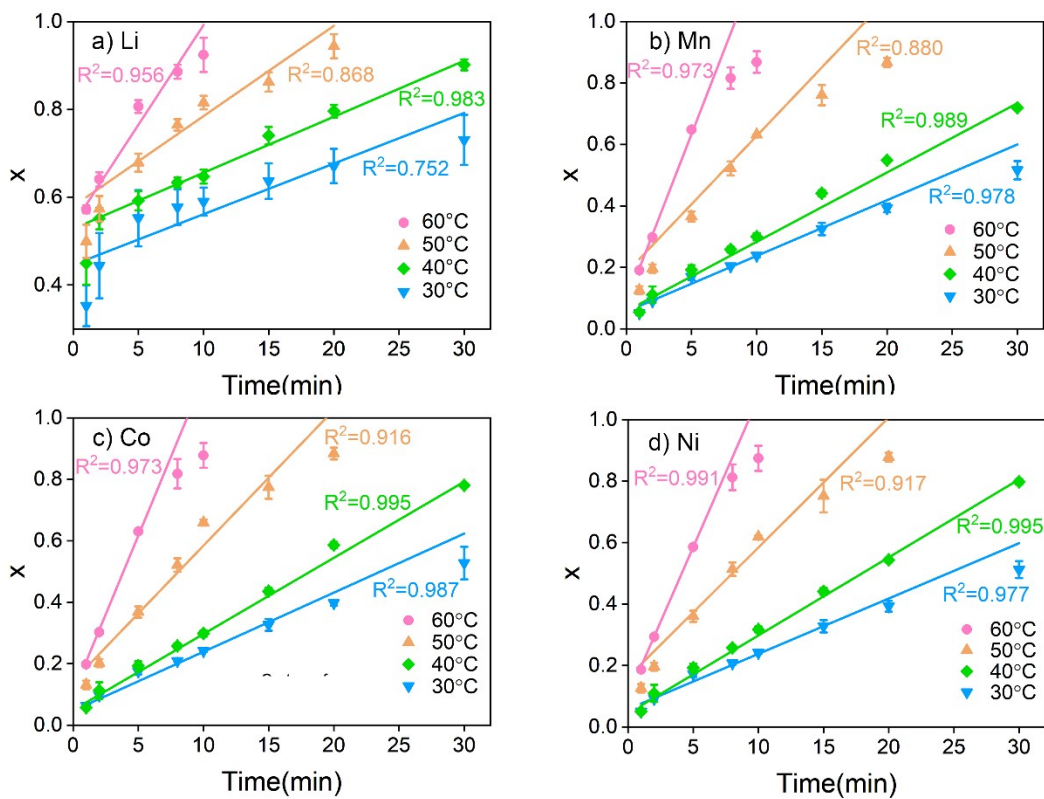 a) Li
R²=0.956
R²=0.868
R²=0.983
R²=0.752
60°C
50°C
40°C
30°C
x
1.0
0.8
0.6
0.4
0 5 10 15 20 25 30
Time(min)
b) Mn
R²=0.973
R²=0.880
R²=0.989
R²=0.978
60°C
50°C
40°C
30°C
x
1.0
0.8
0.6
0.4
0.2
0.0
0 5 10 15 20 25 30
Time(min)
c) Co
R²=0.973
R²=0.916
R²=0.995
R²=0.987
60°C
50°C
40°C
30°C
x
1.0
0.8
0.6
0.4
0.2
0.0
0 5 10 15 20 25 30
Time(min)
d) Ni
R²=0.991
R²=0.917
R²=0.995
R²=0.977
60°C
50°C
40°C
30°C
x
1.0
0.8
0.6
0.4
0.2
0.0
0 5 10 15 20 25 30
Time(min)